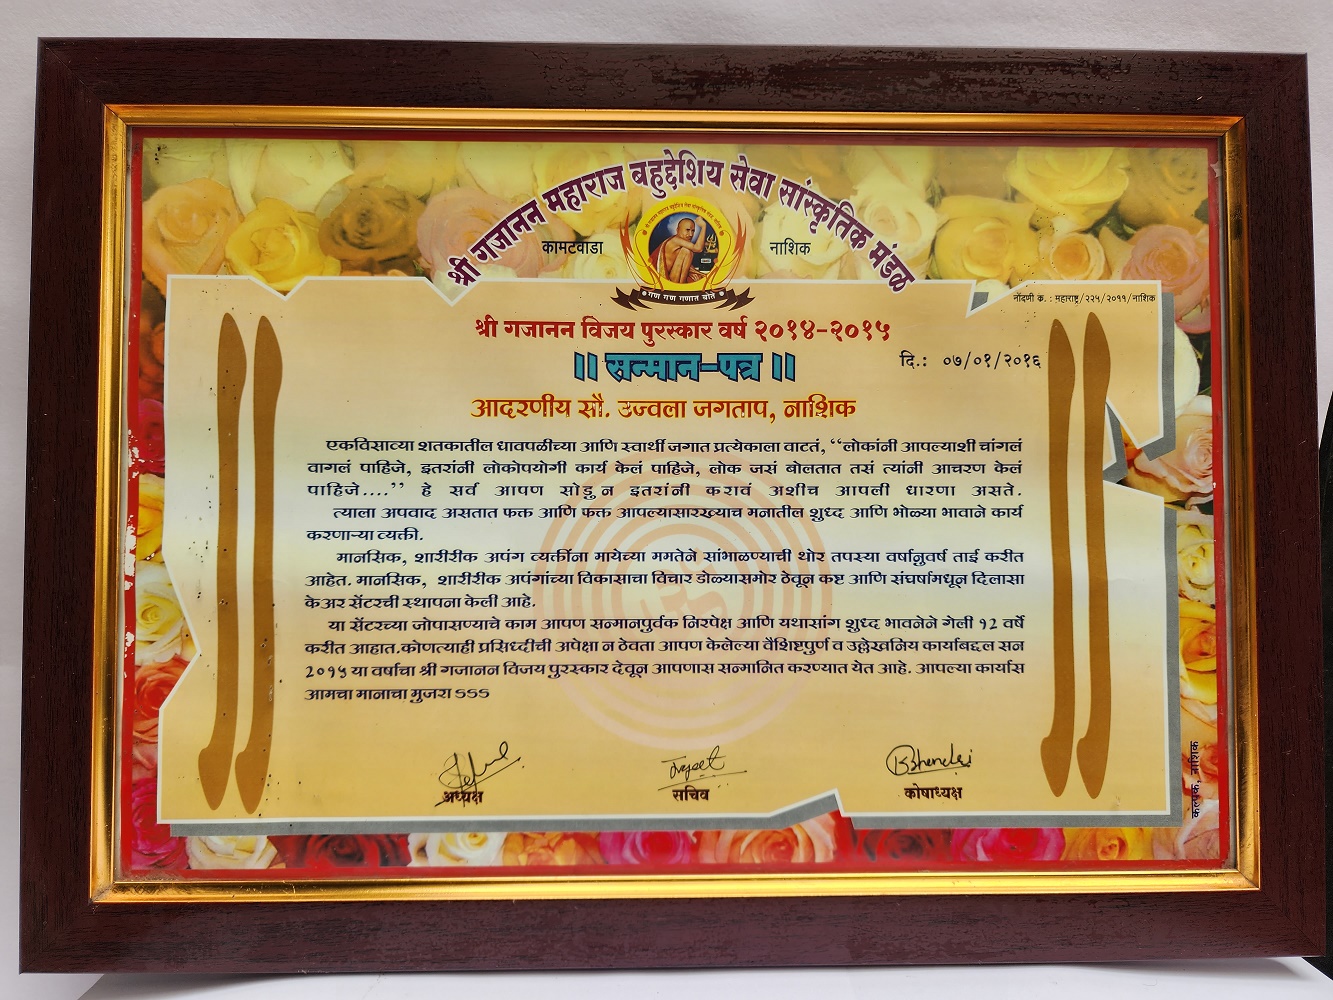 श्री गजानन महाराज बहुद्देशिय सेवा सांस्कृतिक मंडळ
कामटवाडा नाशिक
गण गण गणात बोते
नोंदणी क्र. : महाराष्ट्र/२२५/२०११/नाशिक
श्री गजानन विजय पुरस्कार वर्ष २०१४-२०१५
॥ सन्मान-पत्र ॥
दि.: ०७/०१/२०१६
आदरणीय सौ. उज्वला जगताप, नाशिक
एकविसाव्या शतकातील धावपळीच्या आणि स्वार्थी जगात प्रत्येकाला वाटतं, “लोकांनी आपल्याशी चांगलं
वागलं पाहिजे, इतरांनी लोकोपयोगी कार्य केलं पाहिजे, लोक जसं बोलतात तसं त्यांनी आचरण केलं
पाहिजे....” हे सर्व आपण सोडुन इतरांनी करावं अशीच आपली धारणा असते.
त्याला अपवाद असतात फक्त आणि फक्त आपल्यासारख्याच मनातील शुध्द आणि भोळ्या भावाने कार्य
करणाऱ्या व्यक्ती.
मानसिक, शारीरीक अपंग व्यक्तींना मायेच्या ममतेने सांभाळण्याची थोर तपस्या वर्षानुवर्ष ताई करीत
आहेत. मानसिक, शारीरीक अपंगांच्या विकासाचा विचार डोळ्यासमोर ठेवून कष्ट आणि संघर्षामधून दिलासा
केअर सेंटरची स्थापना केली आहे.
या सेंटरच्या जोपासण्याचे काम आपण सन्मानपुर्वक निरपेक्ष आणि यथासांग शुध्द भावनेने गेली १२ वर्षे
करीत आहात.कोणत्याही प्रसिध्दीची अपेक्षा न ठेवता आपण केलेल्या वैशिष्टपुर्ण व उल्लेखनिय कार्याबद्दल सन
२०१५ या वर्षाचा श्री गजानन विजय पुरस्कार देवून आपणास सन्मानित करण्यात येत आहे. आपल्या कार्यास
आमचा मानाचा मुजरा ऽऽऽ
अध्यक्ष सचिव कोषाध्यक्ष
कल्पक, नाशिक